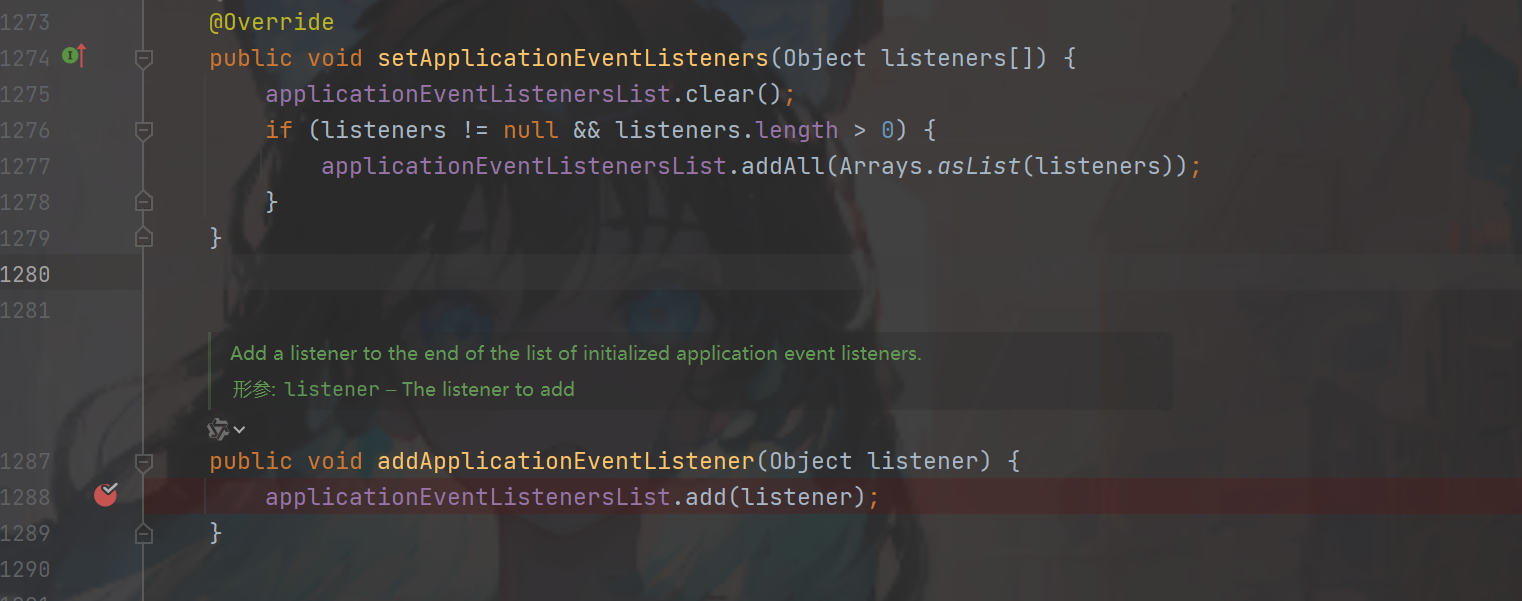 1273 @Override
1274 public void setApplicationEventListeners(Object listeners[]) {
1275 applicationEventListenersList.clear();
1276 if (listeners != null && listeners.length > 0) {
1277 applicationEventListenersList.addAll(Arrays.asList(listeners));
1278 }
1279 }
1280
1281
Add a listener to the end of the list of initialized application event listeners.
形参: listener – The listener to add
1287 public void addApplicationEventListener(Object listener) {
1288 applicationEventListenersList.add(listener);
1289 }
1290